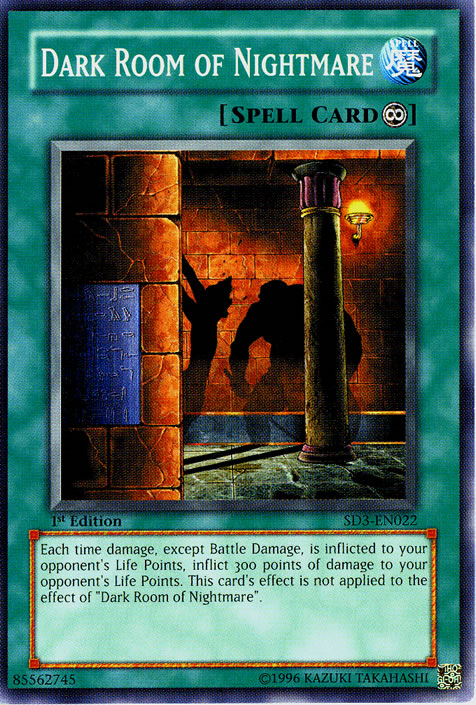 DARK ROOM OF NIGHTMARE
SPELL
魔
[SPELL CARD∞]
1st Edition
SD3-EN022
Each time damage, except Battle Damage, is inflicted to your
opponent's Life Points, inflict 300 points of damage to your
opponent's Life Points. This card's effect is not applied to the
effect of "Dark Room of Nightmare".
85562745
©1996 KAZUKI TAKAHASHI